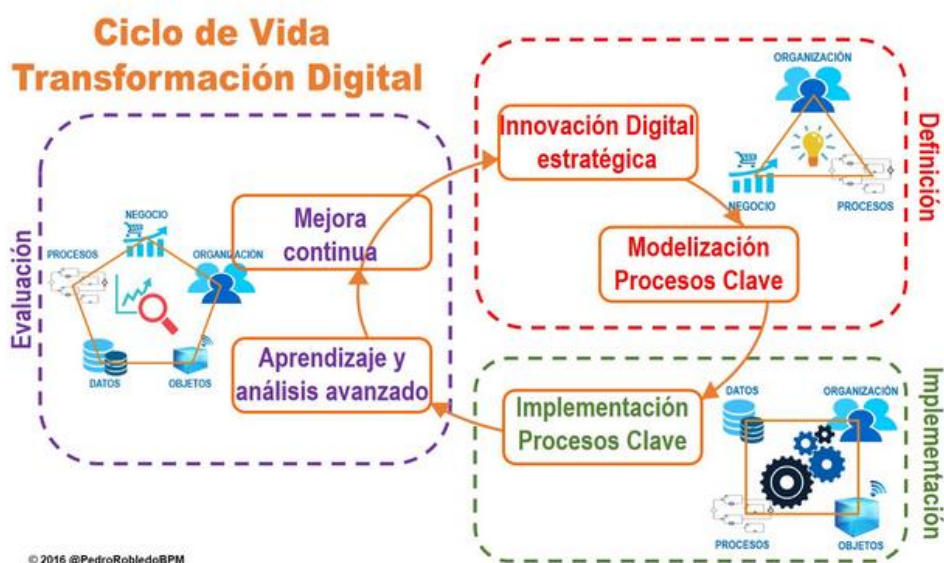 Ciclo de Vida
Transformación Digital
ORGANIZACIÓN
NEGOCIO
PROCESOS
Definición
Innovación Digital
estratégica
Modelización
Procesos Clave
Evaluación
NEGOCIO
PROCESOS
ORGANIZACIÓN
DATOS
OBJETOS
Mejora
continua
Aprendizaje y
análisis avanzado
Implementación
Procesos Clave
DATOS
ORGANIZACIÓN
PROCESOS
OBJETOS
Implementación
© 2016 @PedroRobledoBPM